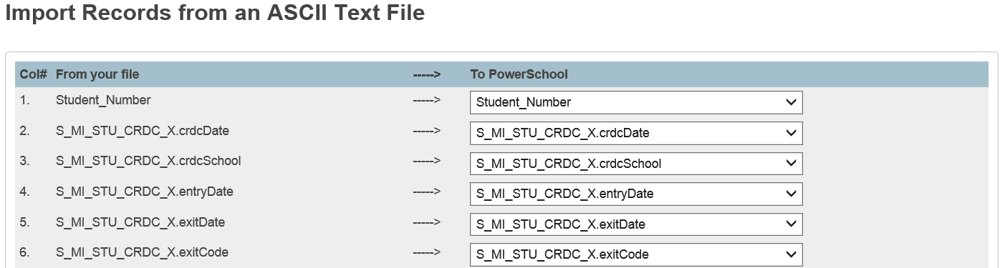 Import Records from an ASCII Text File
Col# From your file -----> To PowerSchool
1. Student_Number -----> Student_Number
2. S_MI_STU_CRDC_X.crdcDate -----> S_MI_STU_CRDC_X.crdcDate
3. S_MI_STU_CRDC_X.crdcSchool -----> S_MI_STU_CRDC_X.crdcSchool
4. S_MI_STU_CRDC_X.entryDate -----> S_MI_STU_CRDC_X.entryDate
5. S_MI_STU_CRDC_X.exitDate -----> S_MI_STU_CRDC_X.exitDate
6. S_MI_STU_CRDC_X.exitCode -----> S_MI_STU_CRDC_X.exitCode